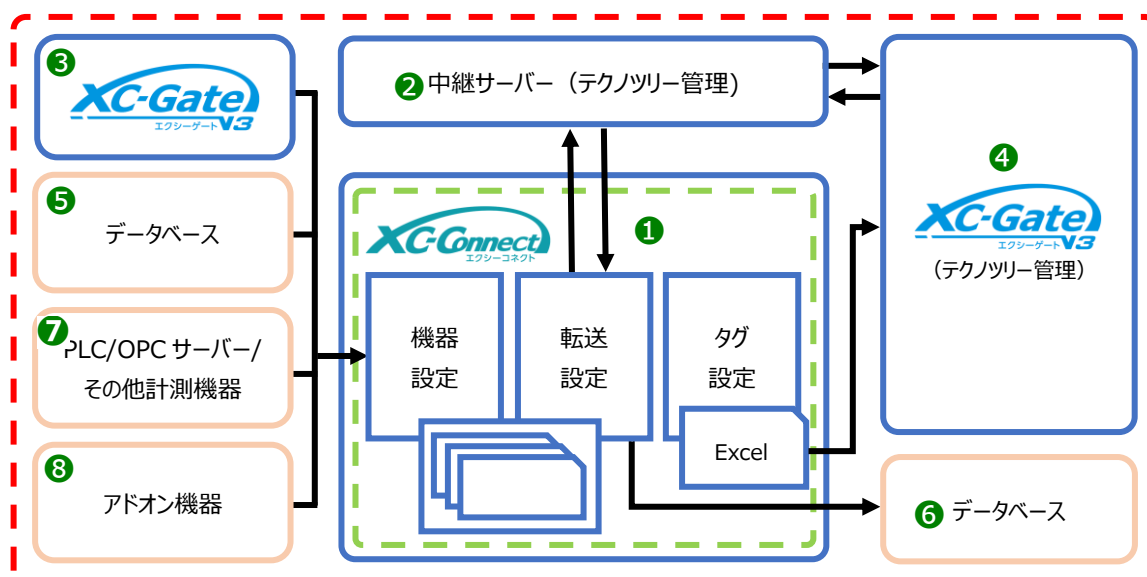 ❸
XC-Gate
エクシーゲート V3
❷ 中継サーバー（テクノツリー管理)
❹
XC-Gate
エクシーゲート V3
（テクノツリー管理）
❺
データベース
❶
XC-Connect
エクシーコネクト
❼
PLC/OPC サーバー/
その他計測機器
機器
設定
転送
設定
タグ
設定
Excel
❽
アドオン機器
❻ データベース